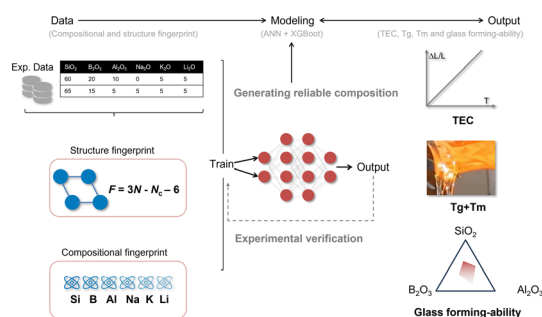 Data Modeling Output
(Compositional and structure fingerprint) (ANN + XGBoot) (TEC, Tg, Tm and glass forming-ability)
Exp. Data
SiO₂ B₂O₃ Al₂O₃ Na₂O K₂O Li₂O
60 20 10 0 5 5
65 15 5 5 5 5
Generating reliable composition
ΔL/L
T
TEC
Structure fingerprint
F = 3N - Nc – 6
Train
Output
Tg+Tm
Experimental verification
Compositional fingerprint
Si B Al Na K Li
SiO₂
B₂O₃
Al₂O₃
Glass forming-ability